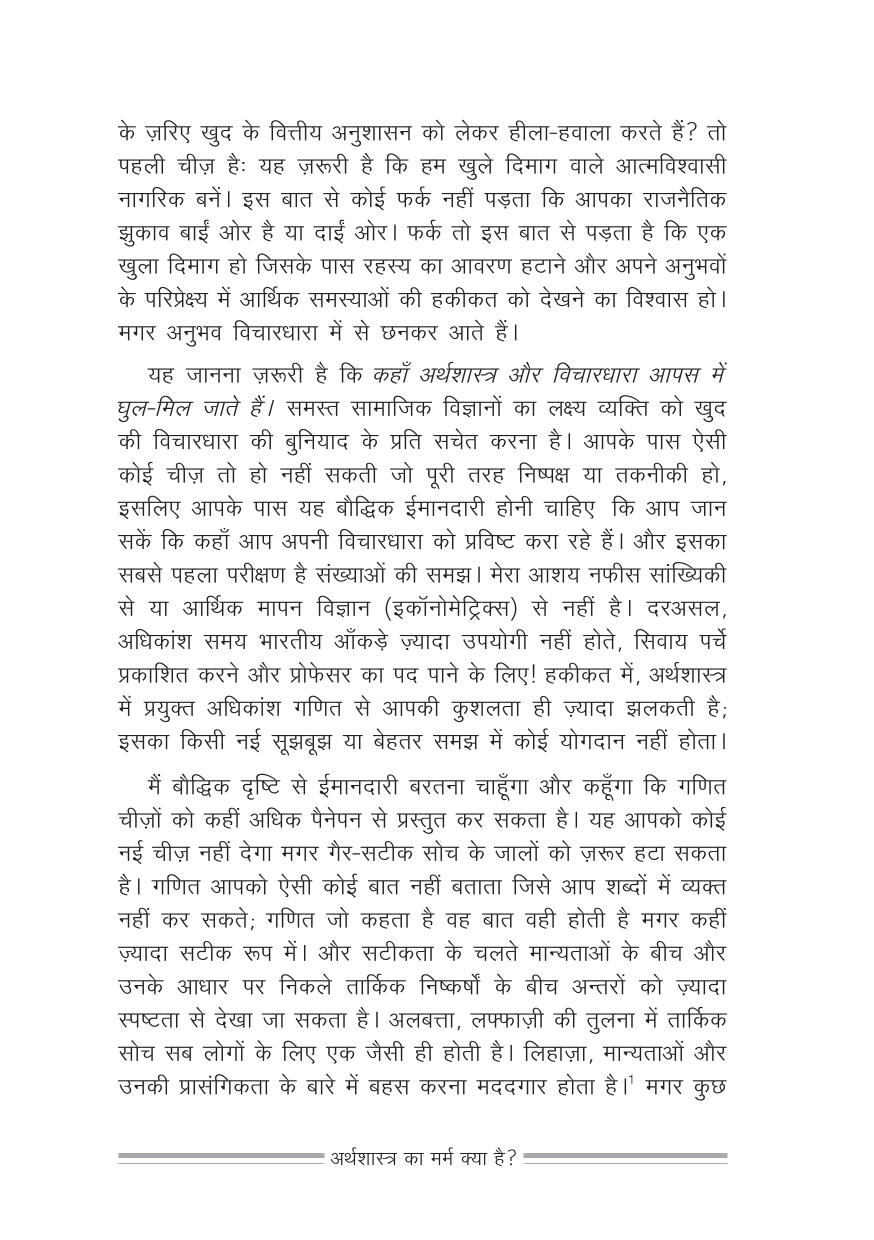 के ज़रिए खुद के वित्तीय अनुशासन को लेकर हीला-हवाला करते हैं? तो
पहली चीज़ है: यह ज़रूरी है कि हम खुले दिमाग वाले आत्मविश्वासी
नागरिक बनें। इस बात से कोई फर्क नहीं पड़ता कि आपका राजनैतिक
झुकाव बाईं ओर है या दाईं ओर। फर्क तो इस बात से पड़ता है कि एक
खुला दिमाग हो जिसके पास रहस्य का आवरण हटाने और अपने अनुभवों
के परिप्रेक्ष्य में आर्थिक समस्याओं की हकीकत को देखने का विश्वास हो।
मगर अनुभव विचारधारा में से छनकर आते हैं।
यह जानना ज़रूरी है कि कहाँ अर्थशास्त्र और विचारधारा आपस में
घुल-मिल जाते हैं। समस्त सामाजिक विज्ञानों का लक्ष्य व्यक्ति को खुद
की विचारधारा की बुनियाद के प्रति सचेत करना है। आपके पास ऐसी
कोई चीज़ तो हो नहीं सकती जो पूरी तरह निष्पक्ष या तकनीकी हो,
इसलिए आपके पास यह बौद्धिक ईमानदारी होनी चाहिए कि आप जान
सकें कि कहाँ आप अपनी विचारधारा को प्रविष्ट करा रहे हैं। और इसका
सबसे पहला परीक्षण है संख्याओं की समझ। मेरा आशय नफीस सांख्यिकी
से या आर्थिक मापन विज्ञान (इकॉनोमेट्रिक्स) से नहीं है। दरअसल,
अधिकांश समय भारतीय आँकड़े ज़्यादा उपयोगी नहीं होते, सिवाय पर्चे
प्रकाशित करने और प्रोफेसर का पद पाने के लिए! हकीकत में, अर्थशास्त्र
में प्रयुक्त अधिकांश गणित से आपकी कुशलता ही ज़्यादा झलकती है;
इसका किसी नई सूझबूझ या बेहतर समझ में कोई योगदान नहीं होता।
मैं बौद्धिक दृष्टि से ईमानदारी बरतना चाहूँगा और कहूँगा कि गणित
चीज़ों को कहीं अधिक पैनेपन से प्रस्तुत कर सकता है। यह आपको कोई
नई चीज़ नहीं देगा मगर गैर-सटीक सोच के जालों को ज़रूर हटा सकता
है। गणित आपको ऐसी कोई बात नहीं बताता जिसे आप शब्दों में व्यक्त
नहीं कर सकते; गणित जो कहता है वह बात वही होती है मगर कहीं
ज़्यादा सटीक रूप में। और सटीकता के चलते मान्यताओं के बीच और
उनके आधार पर निकले तार्किक निष्कर्षों के बीच अन्तरों को ज़्यादा
स्पष्टता से देखा जा सकता है। अलबत्ता, लफ्फाज़ी की तुलना में तार्किक
सोच सब लोगों के लिए एक जैसी ही होती है। लिहाज़ा, मान्यताओं और
उनकी प्रासंगिकता के बारे में बहस करना मददगार होता है।¹ मगर कुछ
अर्थशास्त्र का मर्म क्या है?